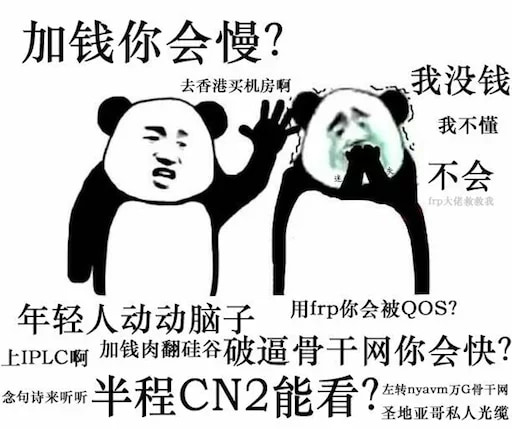 加钱你会慢？
去香港买机房啊
我没钱
我不懂
不会
frp大佬救救我
迷
失
年轻人动动脑子
用frp你会被QOS？
上IPLC啊
加钱肉翻硅谷
破逼骨干网你会快？
念句诗来听听
半程CN2能看？
左转nyavm万G骨干网
圣地亚哥私人光缆